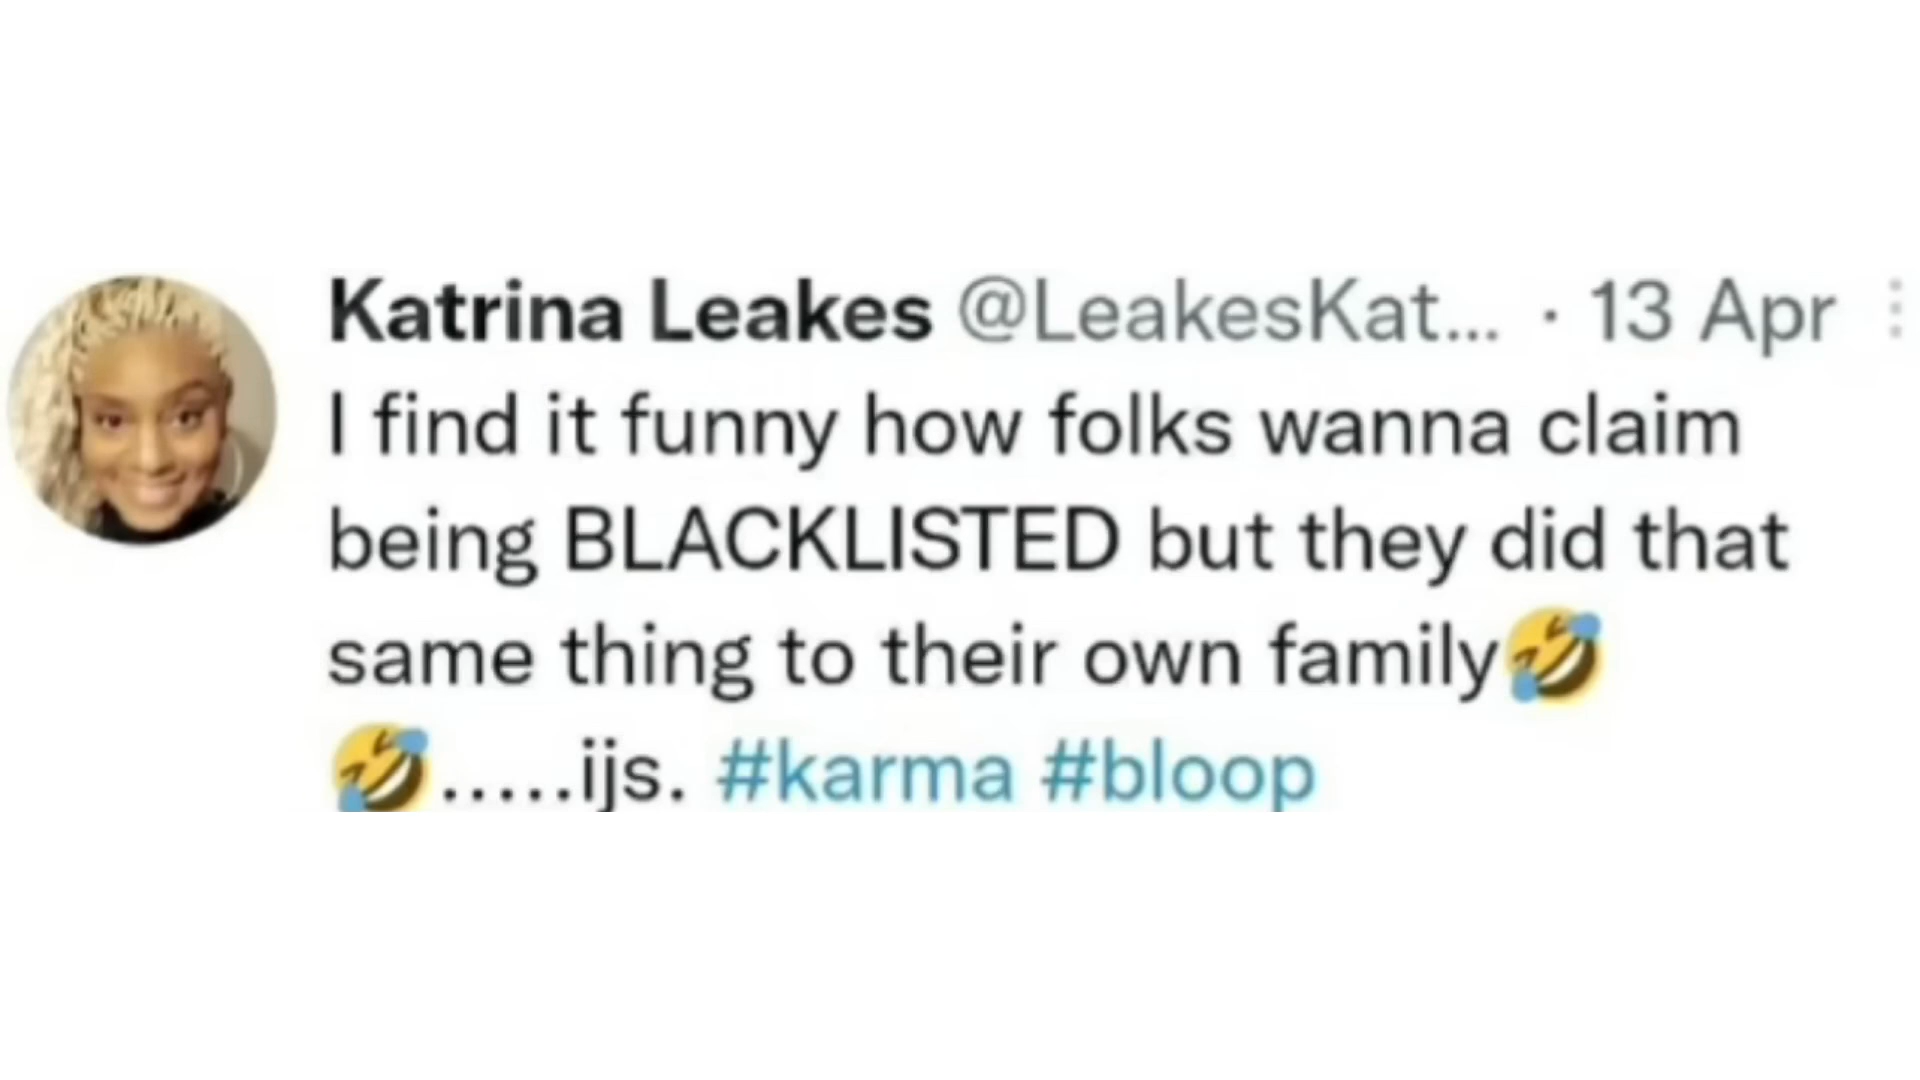 Katrina Leakes @LeakesKat... · 13 Apr
I find it funny how folks wanna claim
being BLACKLISTED but they did that
same thing to their own family🤣
🤣.....ijs. #karma #bloop